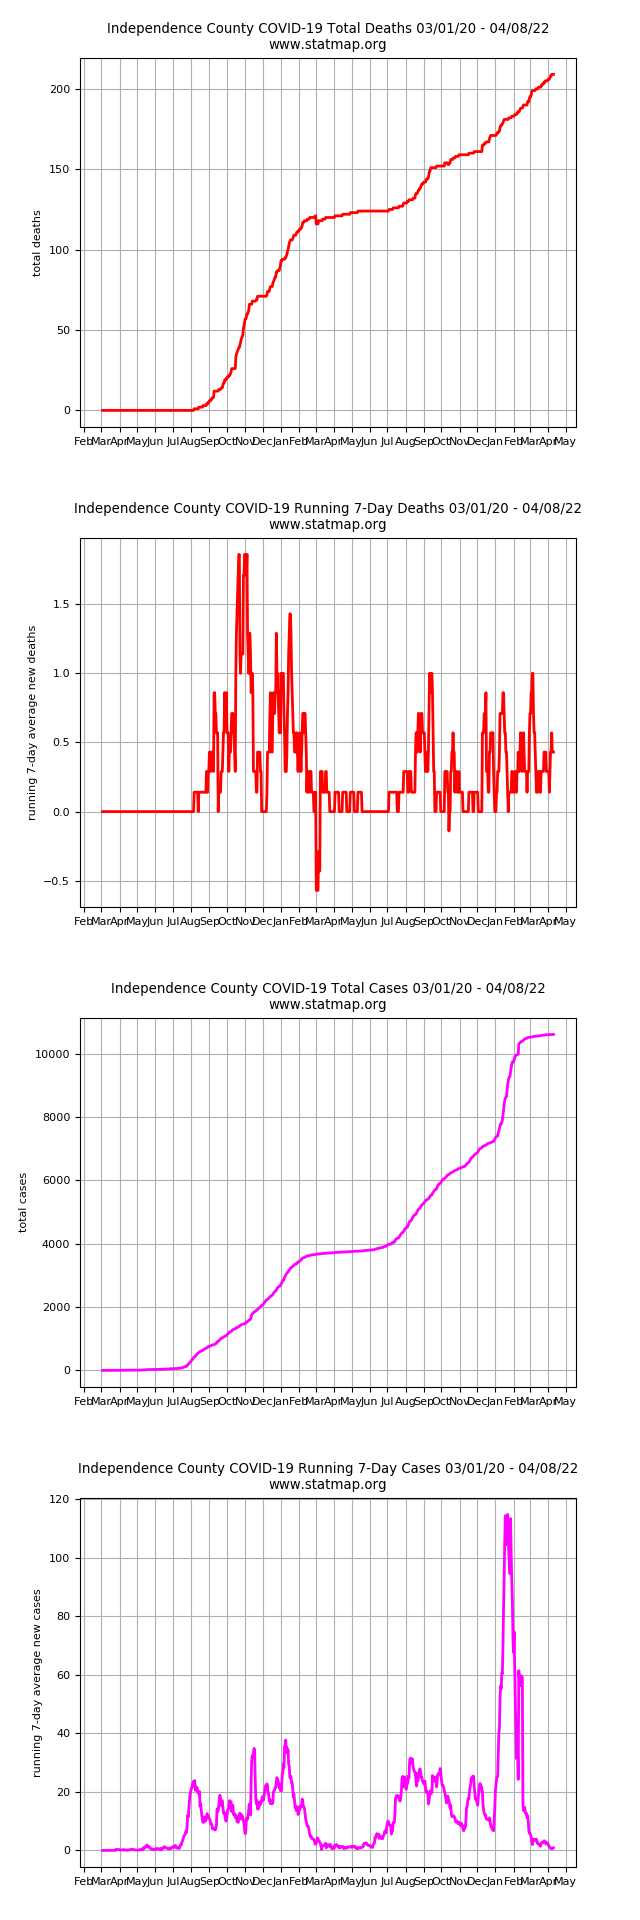 Independence County COVID-19 Total Deaths 03/01/20 - 04/08/22
www.statmap.org
200
150
100
50
0
total deaths
Feb Mar Apr May Jun Jul Aug Sep Oct Nov Dec Jan Feb Mar Apr May Jun Jul Aug Sep Oct Nov Dec Jan Feb Mar Apr May
Independence County COVID-19 Running 7-Day Deaths 03/01/20 - 04/08/22
www.statmap.org
1.5
1.0
0.5
0.0
−0.5
running 7-day average new deaths
Feb Mar Apr May Jun Jul Aug Sep Oct Nov Dec Jan Feb Mar Apr May Jun Jul Aug Sep Oct Nov Dec Jan Feb Mar Apr May
Independence County COVID-19 Total Cases 03/01/20 - 04/08/22
www.statmap.org
10000
8000
6000
4000
2000
0
total cases
Feb Mar Apr May Jun Jul Aug Sep Oct Nov Dec Jan Feb Mar Apr May Jun Jul Aug Sep Oct Nov Dec Jan Feb Mar Apr May
Independence County COVID-19 Running 7-Day Cases 03/01/20 - 04/08/22
www.statmap.org
120
100
80
60
40
20
0
running 7-day average new cases
Feb Mar Apr May Jun Jul Aug Sep Oct Nov Dec Jan Feb Mar Apr May Jun Jul Aug Sep Oct Nov Dec Jan Feb Mar Apr May